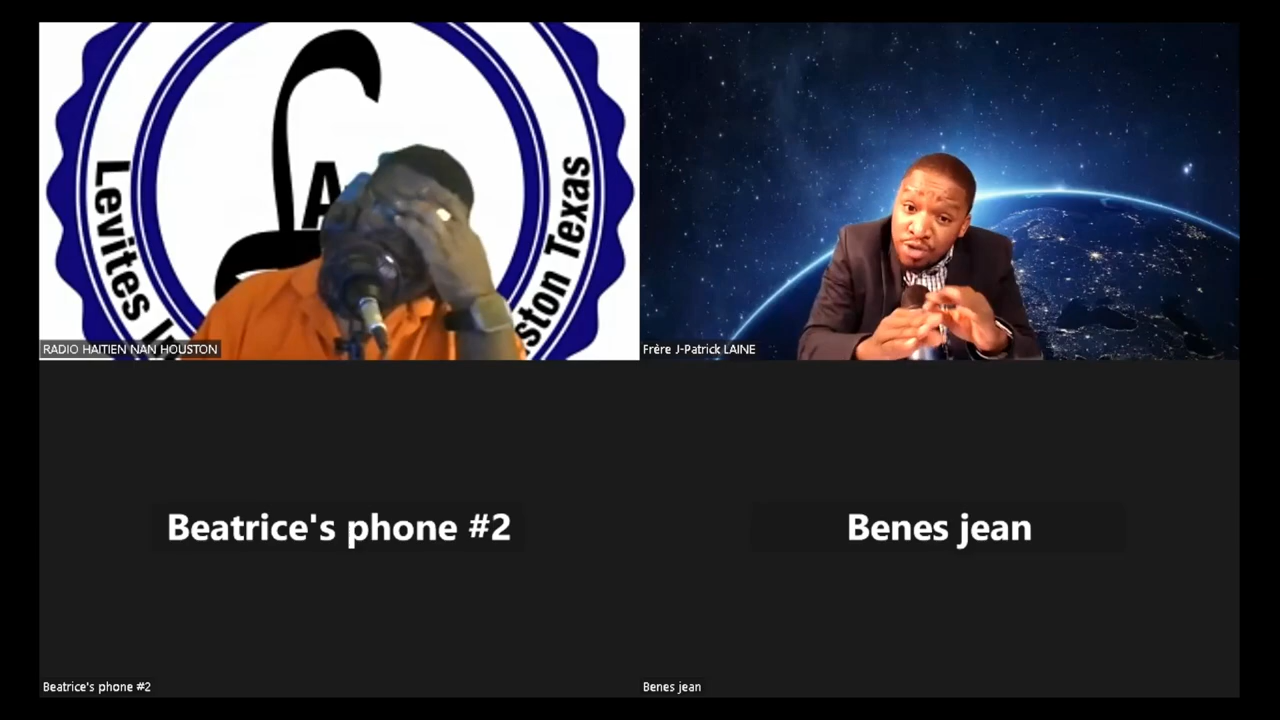 Levites
A
ston Texas
RADIO HAITIEN NAN HOUSTON
Frère J-Patrick LAINE
Beatrice's phone #2
Benes jean
Beatrice's phone #2
Benes jean